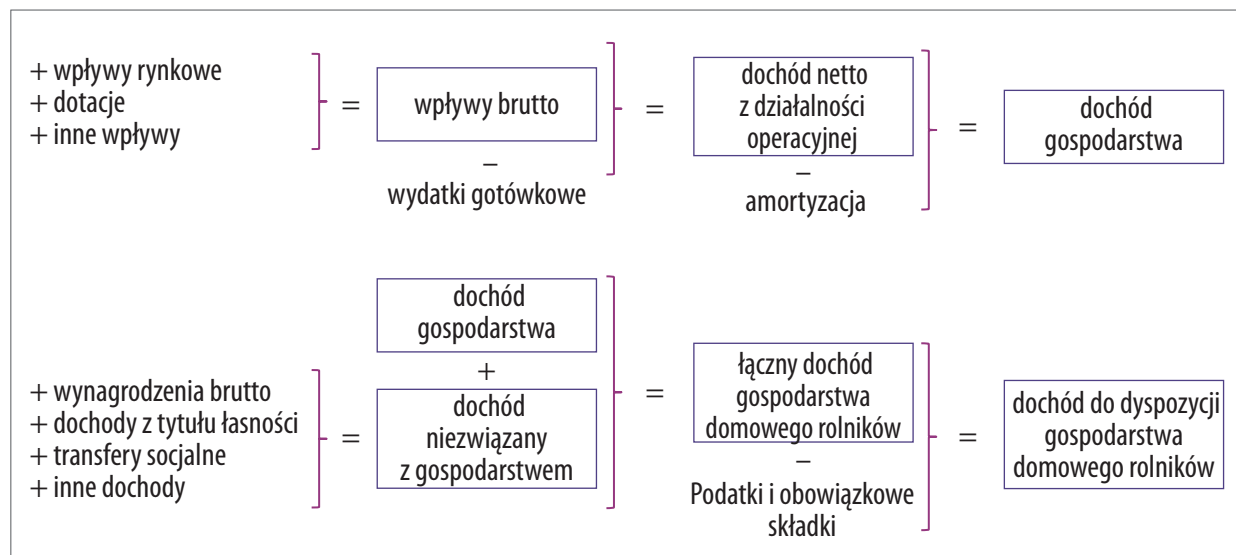 + wpływy rynkowe
+ dotacje
+ inne wpływy
=
wpływy brutto
–
wydatki gotówkowe
=
dochód netto
z działalności
operacyjnej
–
amortyzacja
=
dochód
gospodarstwa
+ wynagrodzenia brutto
+ dochody z tytułu łasności
+ transfery socjalne
+ inne dochody
=
dochód
gospodarstwa
+
dochód
niezwiązany
z gospodarstwem
=
łączny dochód
gospodarstwa
domowego rolników
–
Podatki i obowiązkowe
składki
=
dochód do dyspozycji
gospodarstwa
domowego rolników